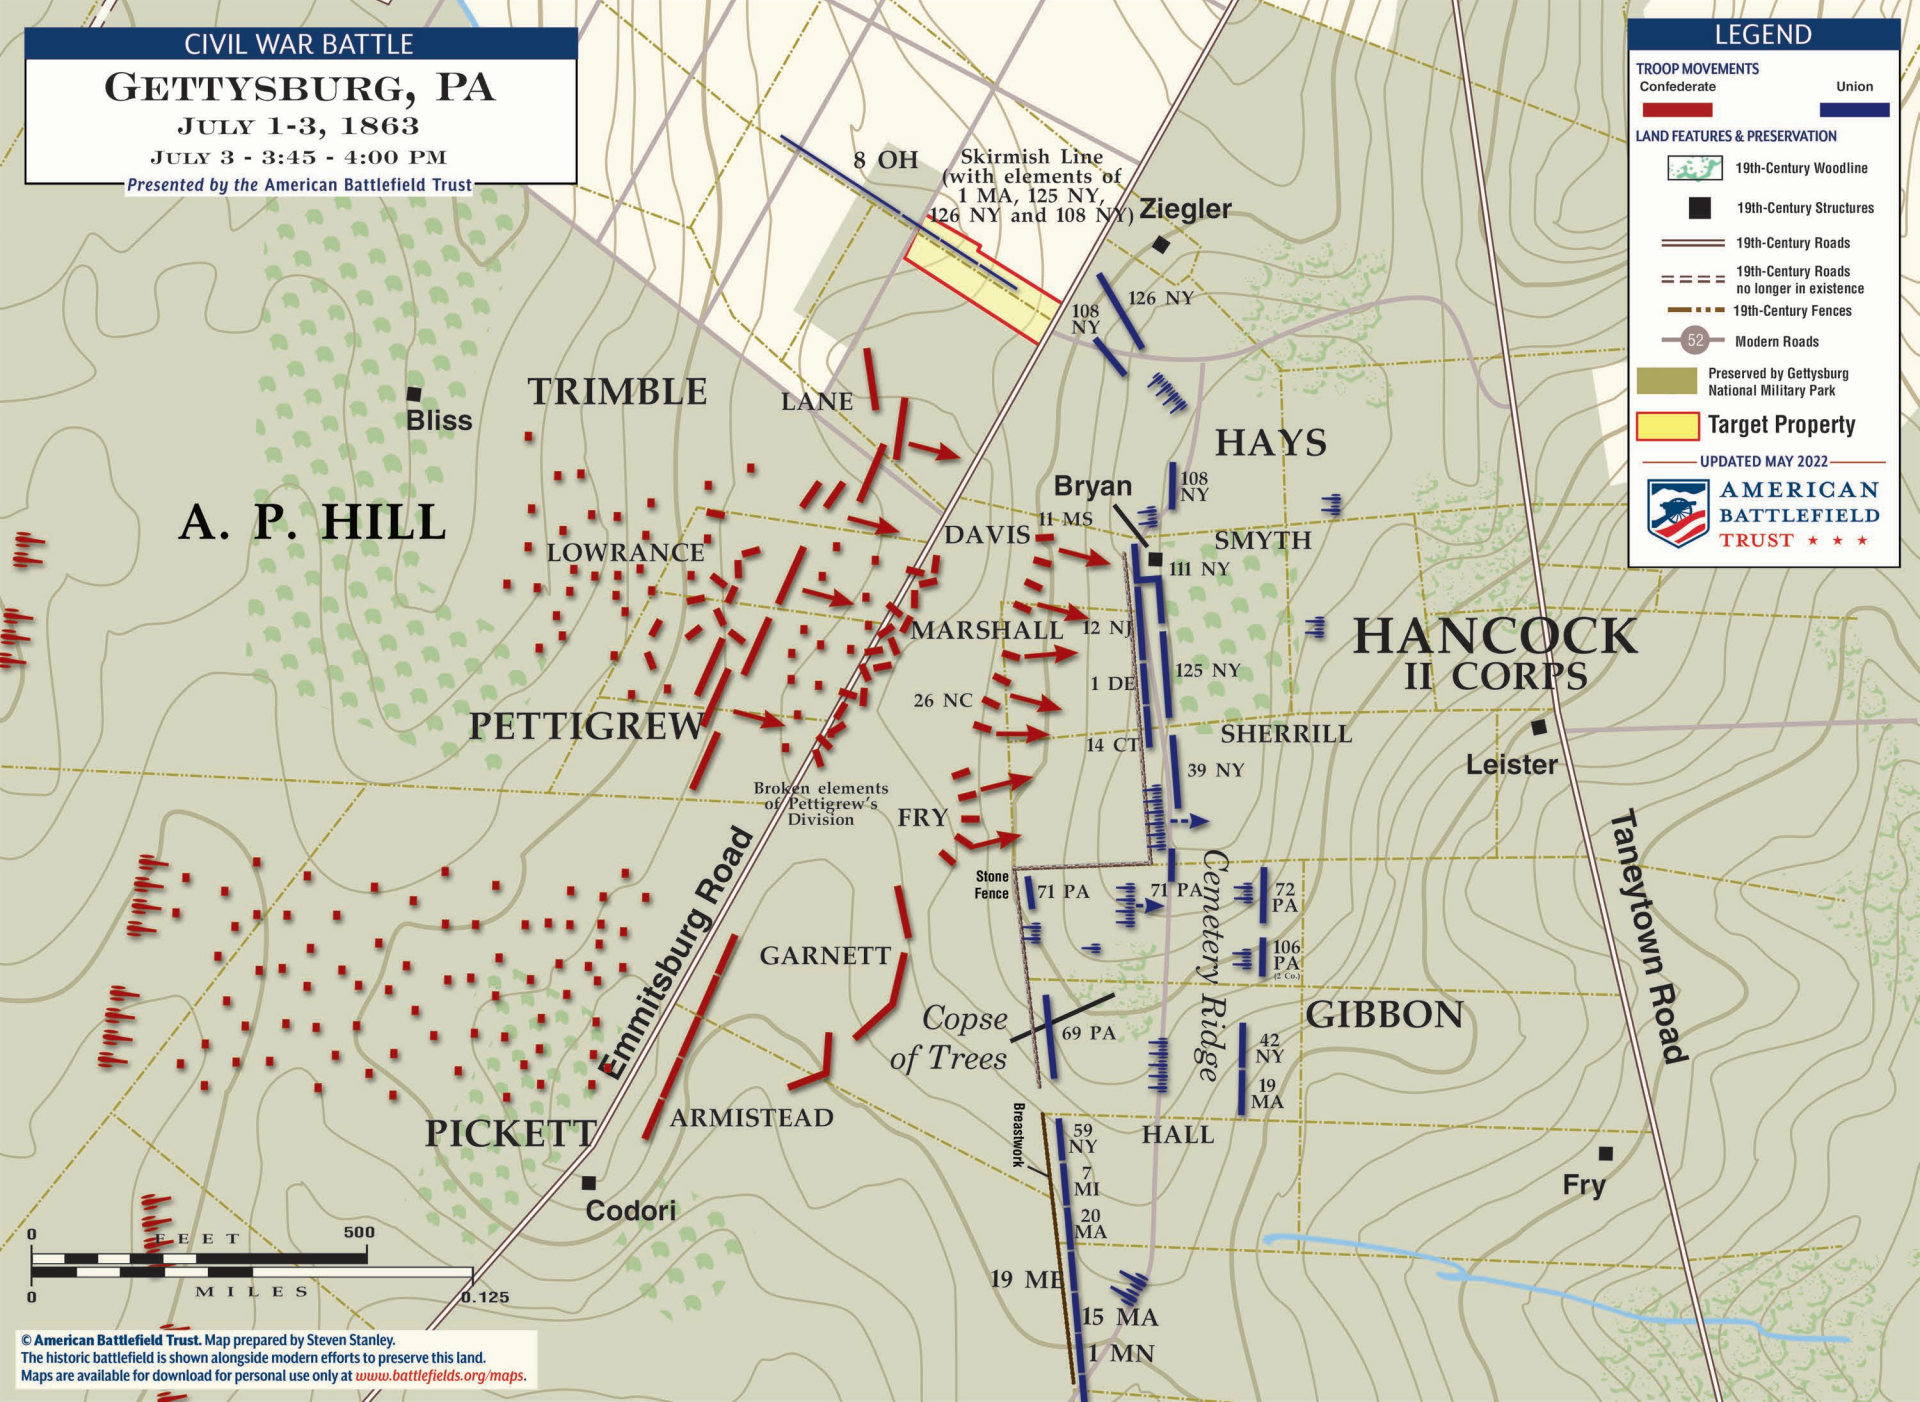 CIVIL WAR BATTLE
GETTYSBURG, PA
JULY 1-3, 1863
JULY 3 - 3:45 - 4:00 PM
Presented by the American Battlefield Trust
LEGEND
TROOP MOVEMENTS
Confederate
Union
LAND FEATURES & PRESERVATION
19th-Century Woodline
19th-Century Structures
19th-Century Roads
19th-Century Roads
no longer in existence
19th-Century Fences
52
Modern Roads
Preserved by Gettysburg
National Military Park
Target Property
UPDATED MAY 2022
AMERICAN
BATTLEFIELD
TRUST
8 OH
Skirmish Line
(with elements of
1 MA, 125 NY,
126 NY and 108 NY)
Ziegler
126 NY
108
NY
Bliss
TRIMBLE
LANE
HAYS
Bryan
108
NY
A. P. HILL
11 MS
DAVIS
SMYTH
LOWRANCE
111 NY
MARSHALL
12 NJ
HANCOCK
II CORPS
125 NY
1 DE
26 NC
PETTIGREW
14 CT
SHERRILL
Leister
39 NY
Broken elements
of Pettigrew's
Division
FRY
Emmitsburg Road
Taneytown Road
Cemetery Ridge
Stone
Fence
71 PA
71 PA
72
PA
GARNETT
106
PA
(2 Co.)
Copse
of Trees
69 PA
GIBBON
42
NY
19
MA
PICKETT
ARMISTEAD
Breastwork
59
NY
HALL
7
MI
Fry
Codori
20
MA
19 ME
15 MA
1 MN
0
500
FEET
MILES
0
0.125
© American Battlefield Trust. Map prepared by Steven Stanley.
The historic battlefield is shown alongside modern efforts to preserve this land.
Maps are available for download for personal use only at www.battlefields.org/maps.